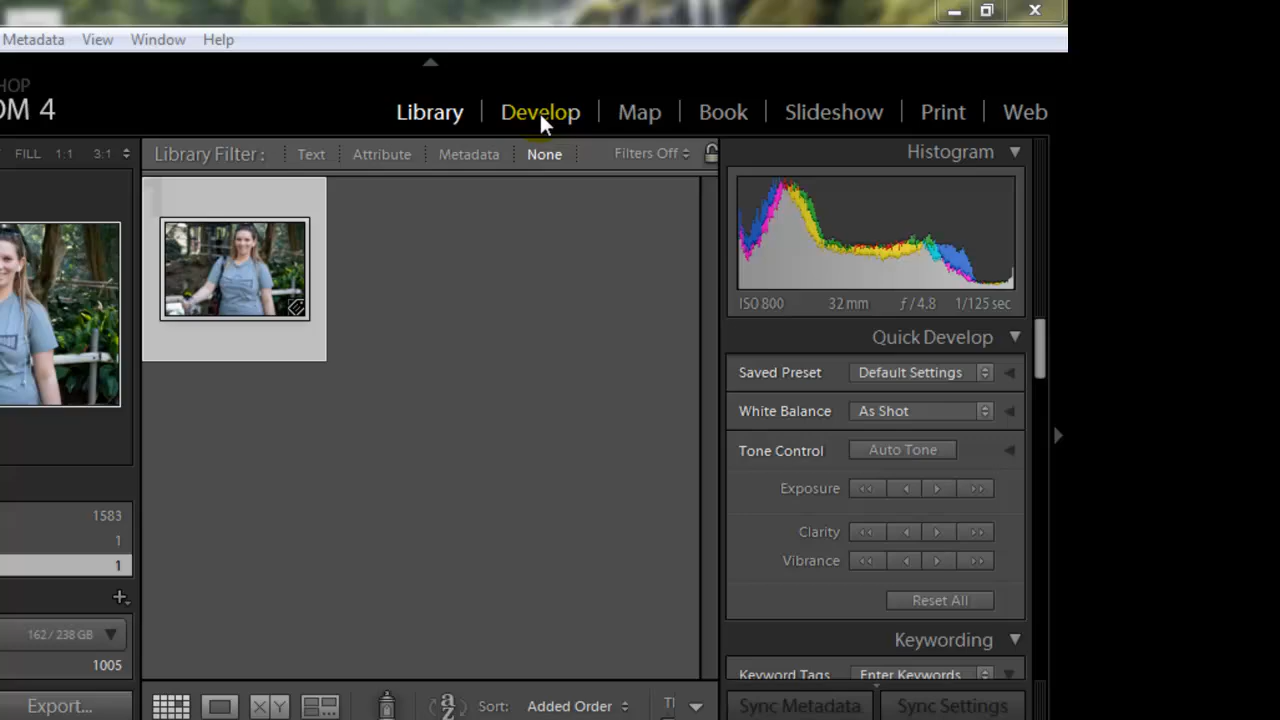 Metadata View Window Help
HOP
OM 4
Library | Develop | Map | Book | Slideshow | Print | Web
FILL 1:1 3:1
Library Filter : Text Attribute Metadata None Filters Off
Histogram
ISO 800 32 mm f / 4.8 1/125 sec
Quick Develop
Saved Preset Default Settings
White Balance As Shot
Tone Control Auto Tone
Exposure
Clarity
Vibrance
Reset All
Keywording
Keyword Tags Enter Keywords
1583
1
1
162 / 238 GB
1005
Export...
XY
Sort: Added Order
Sync Metadata Sync Settings